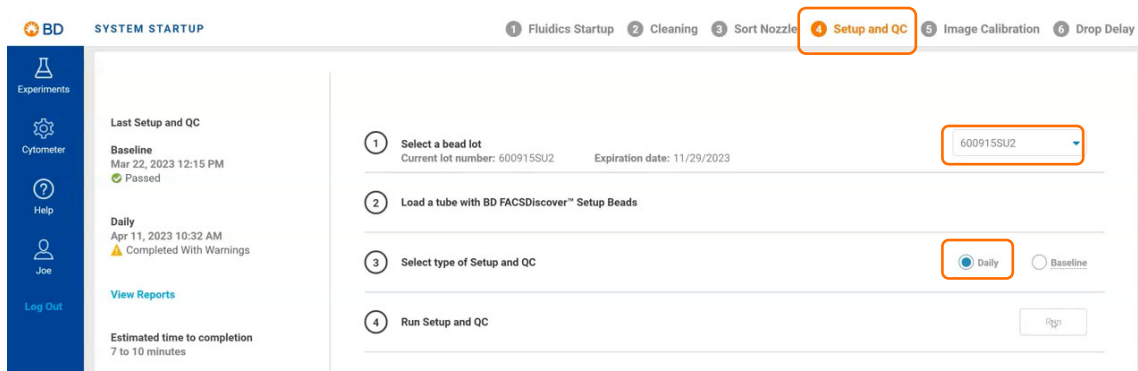 BD
SYSTEM STARTUP
1 Fluidics Startup
2 Cleaning
3 Sort Nozzle
4 Setup and QC
5 Image Calibration
6 Drop Delay
Experiments
Cytometer
Help
Joe
Log Out
Last Setup and QC
Baseline
Mar 22, 2023 12:15 PM
Passed
Daily
Apr 11, 2023 10:32 AM
Completed With Warnings
View Reports
Estimated time to completion
7 to 10 minutes
1 Select a bead lot
Current lot number: 600915SU2 Expiration date: 11/29/2023
600915SU2
2 Load a tube with BD FACSDiscover™ Setup Beads
3 Select type of Setup and QC
Daily
Baseline
4 Run Setup and QC
Run